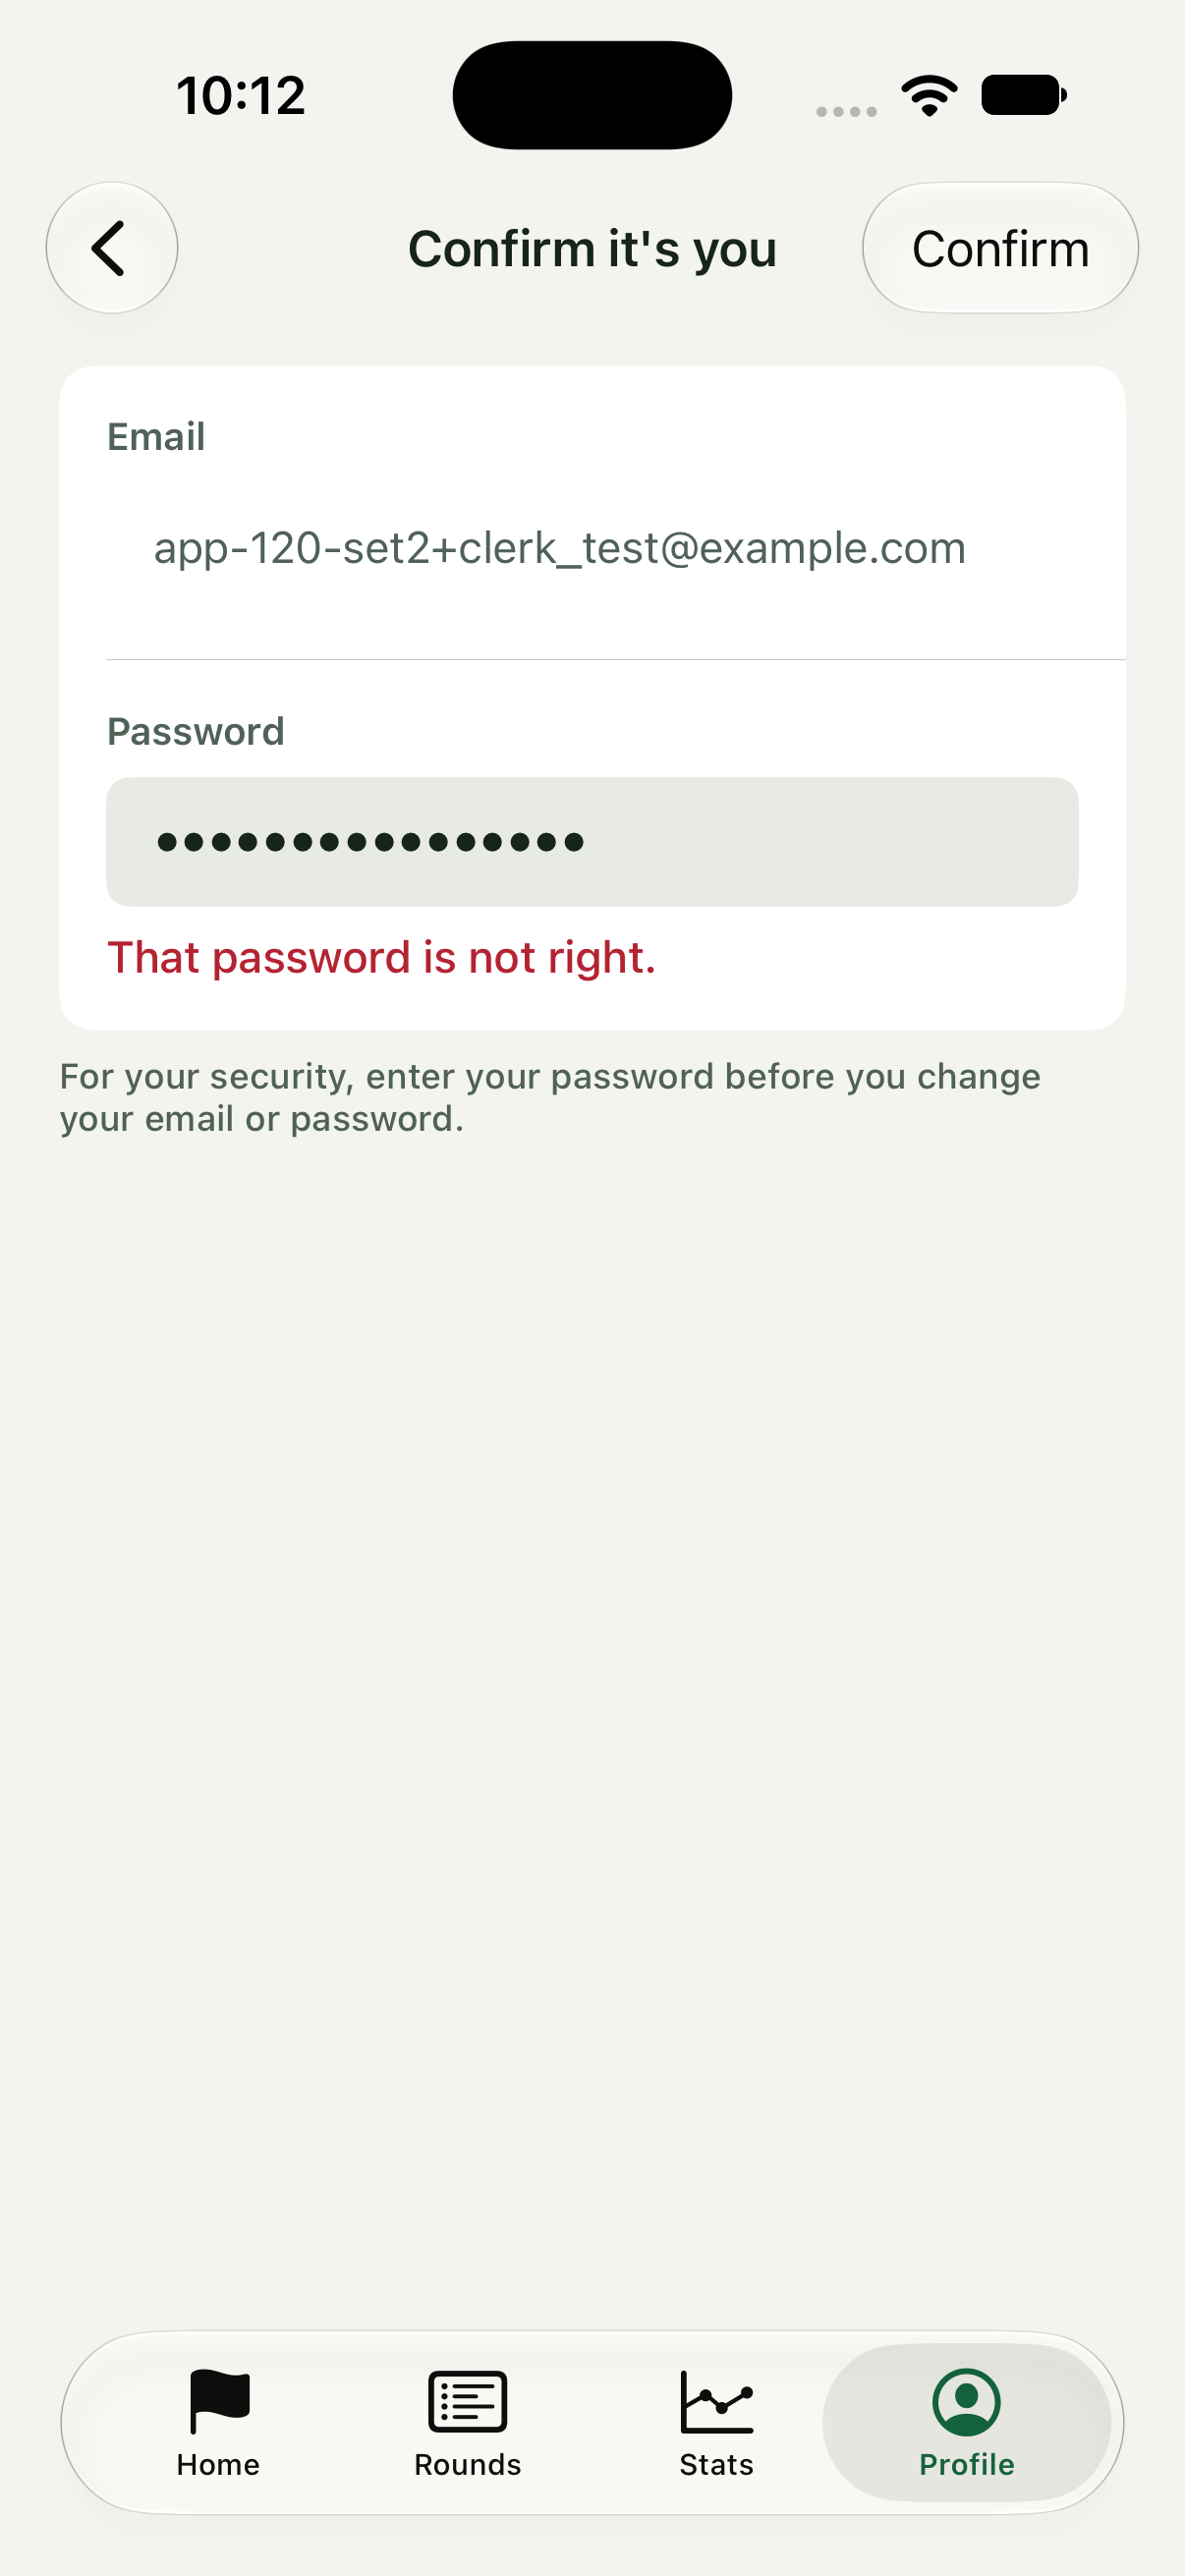 10:12
Confirm it's you
Confirm
Email
app-120-set2+clerk_test@example.com
Password
••••••••••••••••
That password is not right.
For your security, enter your password before you change
your email or password.
Home
Rounds
Stats
Profile